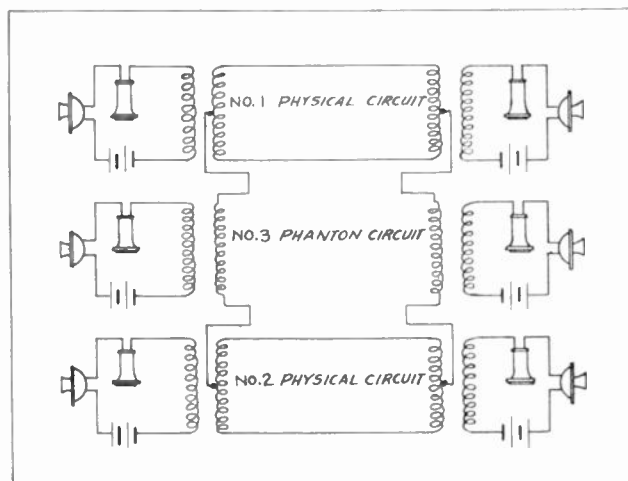 NO.1 PHYSICAL CIRCUIT
NO.3 PHANTON CIRCUIT
NO.2 PHYSICAL CIRCUIT